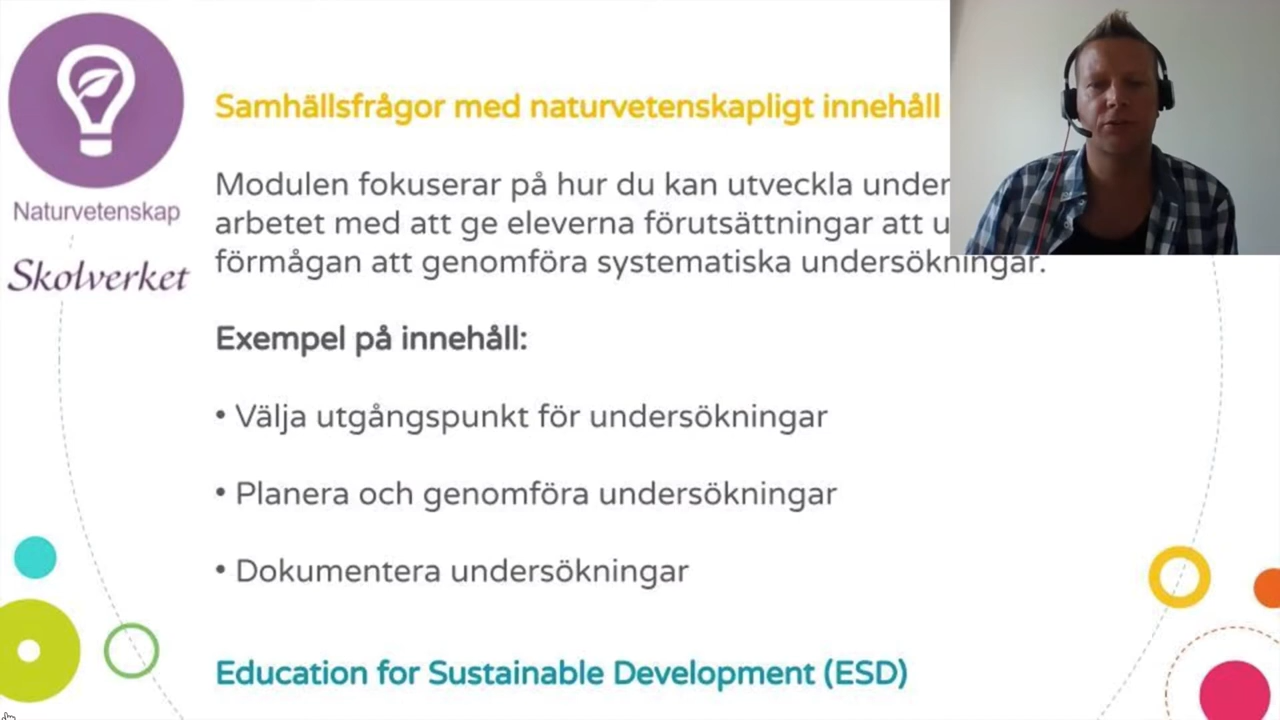 Samhällsfrågor med naturvetenskapligt innehåll
Modulen fokuserar på hur du kan utveckla
arbetet med att ge eleverna förutsättningar att
förmågan att genomföra systematiska undersökningar.
Naturvetenskap
Skolverket
Exempel på innehåll:
• Välja utgångspunkt för undersökningar
• Planera och genomföra undersökningar
• Dokumentera undersökningar
Education for Sustainable Development (ESD)